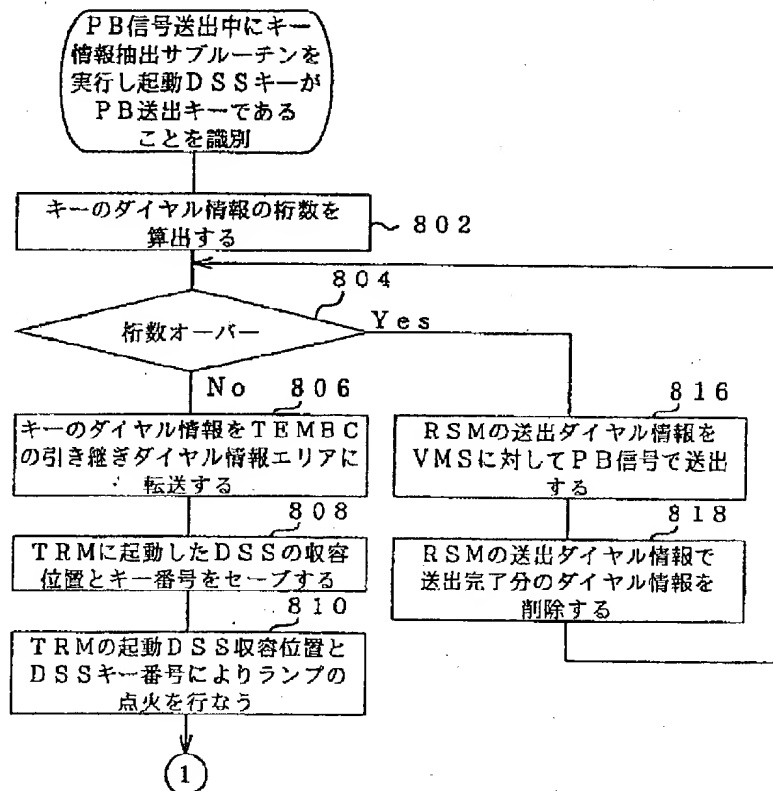 PB信号送出中にキー
情報抽出サブルーチンを
実行し起動DSSキーが
PB送出キーである
ことを識別
キーのダイヤル情報の桁数を
算出する
802
804
桁数オーバー
Yes
No
806
キーのダイヤル情報をTEMBC
の引き継ぎダイヤル情報エリアに
転送する
808
TRMに起動したDSSの収容
位置とキー番号をセーブする
810
TRMの起動DSS収容位置と
DSSキー番号によりランプの
点火を行なう
1
816
RSMの送出ダイヤル情報を
VMSに対してPB信号で送出
する
818
RSMの送出ダイヤル情報で
送出完了分のダイヤル情報を
削除する